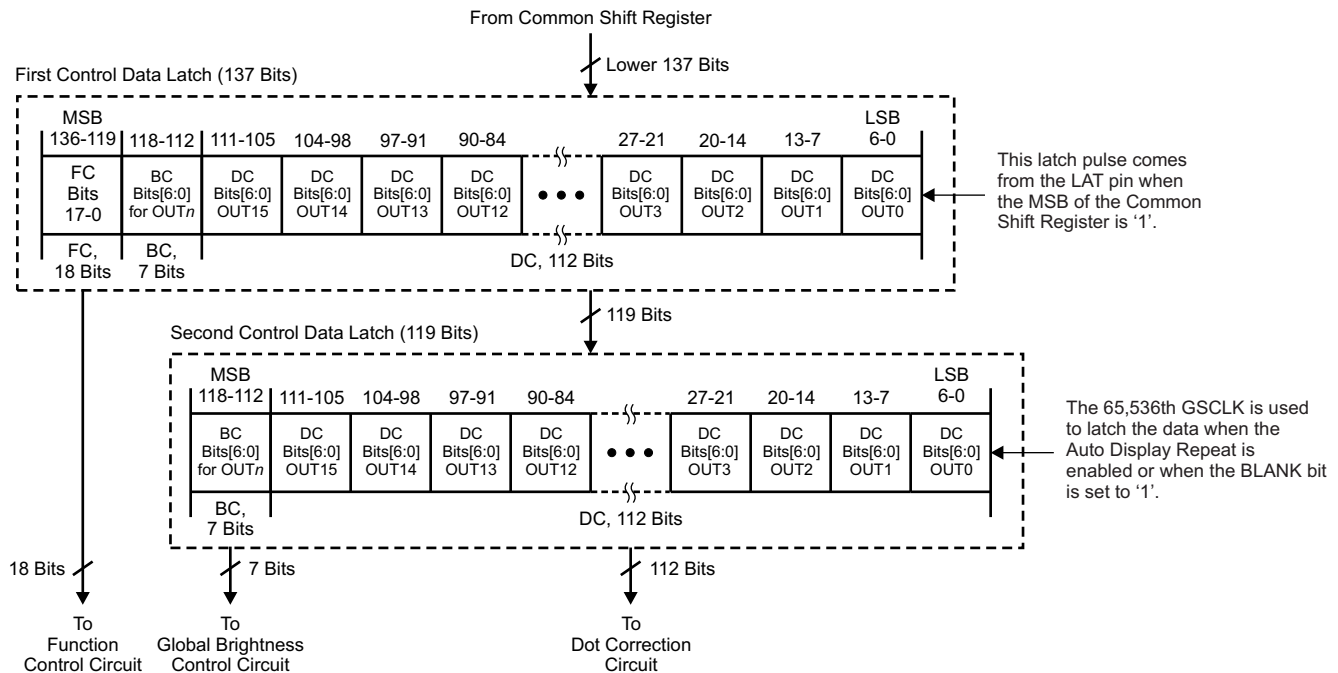 From Common Shift Register
Lower 137 Bits
First Control Data Latch (137 Bits)
MSB LSB
136-119 118-112 111-105 104-98 97-91 90-84 27-21 20-14 13-7 6-0
FC DC DC DC DC DC DC DC DC
Bits BC Bits[6:0] Bits[6:0] Bits[6:0] Bits[6:0] ••• Bits[6:0] Bits[6:0] Bits[6:0] Bits[6:0]
17-0 Bits[6:0] for OUTn OUT15 OUT14 OUT13 OUT12 OUT3 OUT2 OUT1 OUT0
FC, BC,
18 Bits 7 Bits DC, 112 Bits
This latch pulse comes
from the LAT pin when
the MSB of the Common
Shift Register is ‘1’.
119 Bits
Second Control Data Latch (119 Bits)
MSB LSB
118-112 111-105 104-98 97-91 90-84 27-21 20-14 13-7 6-0
BC DC DC DC DC DC DC DC DC
Bits[6:0] Bits[6:0] Bits[6:0] Bits[6:0] Bits[6:0] ••• Bits[6:0] Bits[6:0] Bits[6:0] Bits[6:0]
for OUTn OUT15 OUT14 OUT13 OUT12 OUT3 OUT2 OUT1 OUT0
BC,
7 Bits DC, 112 Bits
The 65,536th GSCLK is used
to latch the data when the
Auto Display Repeat is
enabled or when the BLANK bit
is set to ‘1’.
18 Bits 7 Bits 112 Bits
To To To
Function Global Brightness Dot Correction
Control Circuit Control Circuit Circuit